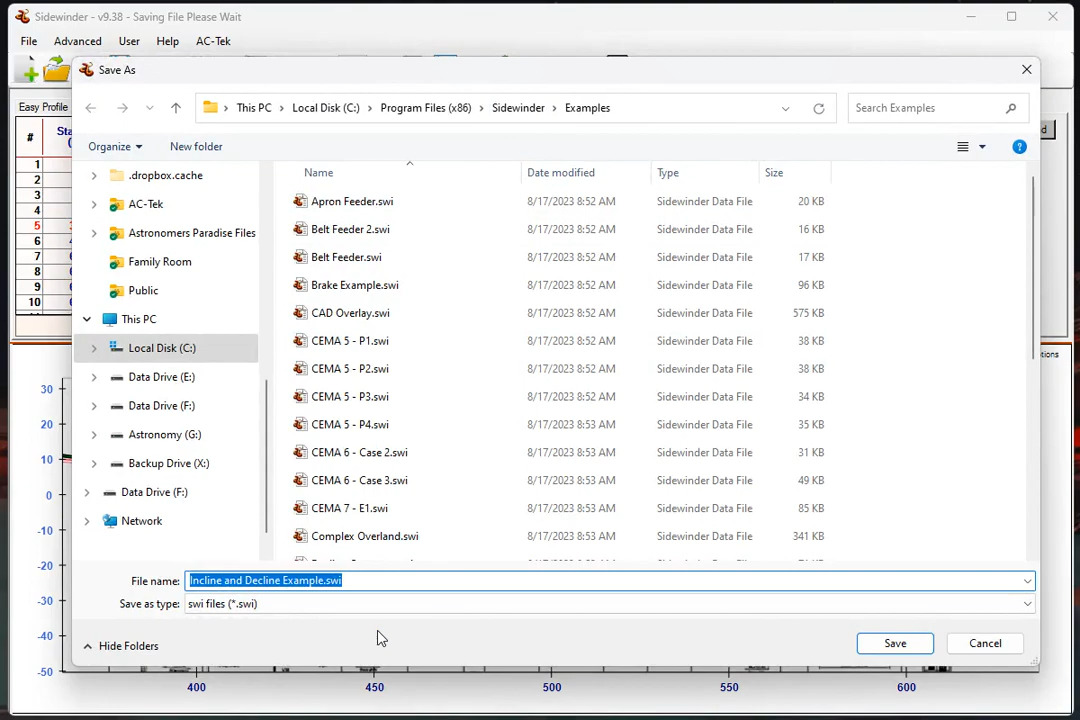 Sidewinder - v9.38 - Saving File Please Wait
File Advanced User Help AC-Tek
Save As
This PC > Local Disk (C:) > Program Files (x86) > Sidewinder > Examples
Search Examples
Organize New folder
Easy Profile
# Sta
(
1
2
3
4
5
6
7
8
9
10
.dropbox.cache
AC-Tek
Astronomers Paradise Files
Family Room
Public
This PC
Local Disk (C:)
Data Drive (E:)
Data Drive (F:)
Astronomy (G:)
Backup Drive (X:)
Data Drive (F:)
Network
Name Date modified Type Size
Apron Feeder.swi 8/17/2023 8:52 AM Sidewinder Data File 20 KB
Belt Feeder 2.swi 8/17/2023 8:52 AM Sidewinder Data File 16 KB
Belt Feeder.swi 8/17/2023 8:52 AM Sidewinder Data File 17 KB
Brake Example.swi 8/17/2023 8:52 AM Sidewinder Data File 96 KB
CAD Overlay.swi 8/17/2023 8:52 AM Sidewinder Data File 575 KB
CEMA 5 - P1.swi 8/17/2023 8:52 AM Sidewinder Data File 38 KB
CEMA 5 - P2.swi 8/17/2023 8:52 AM Sidewinder Data File 38 KB
CEMA 5 - P3.swi 8/17/2023 8:52 AM Sidewinder Data File 34 KB
CEMA 5 - P4.swi 8/17/2023 8:53 AM Sidewinder Data File 35 KB
CEMA 6 - Case 2.swi 8/17/2023 8:53 AM Sidewinder Data File 31 KB
CEMA 6 - Case 3.swi 8/17/2023 8:53 AM Sidewinder Data File 49 KB
CEMA 7 - E1.swi 8/17/2023 8:53 AM Sidewinder Data File 85 KB
Complex Overland.swi 8/17/2023 8:53 AM Sidewinder Data File 341 KB
File name: Incline and Decline Example.swi
Save as type: swi files (*.swi)
Hide Folders Save Cancel
30
20
10
0
-10
-20
-30
-40
-50
400 450 500 550 600